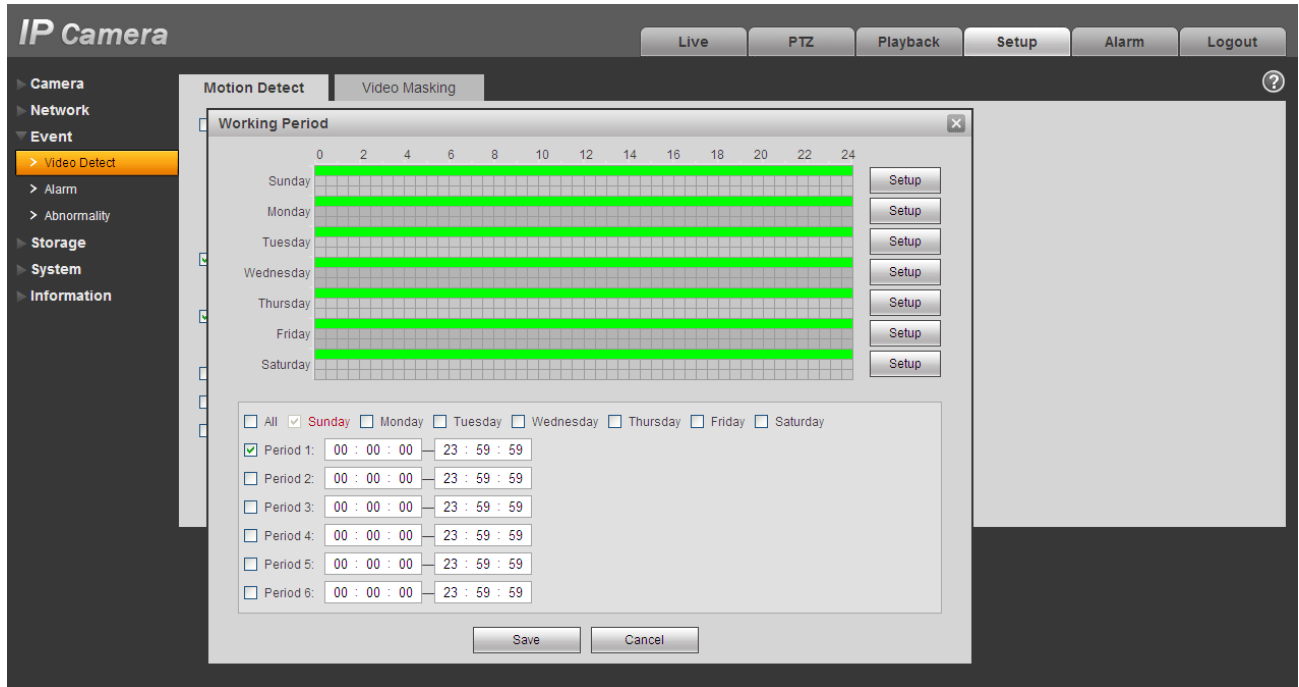 IP Camera
Live PTZ Playback Setup Alarm Logout
Camera
Network
Event
> Video Detect
> Alarm
> Abnormality
Storage
System
Information
Motion Detect Video Masking
?
Working Period
0 2 4 6 8 10 12 14 16 18 20 22 24
Sunday Setup
Monday Setup
Tuesday Setup
Wednesday Setup
Thursday Setup
Friday Setup
Saturday Setup
All Sunday Monday Tuesday Wednesday Thursday Friday Saturday
Period 1: 00 : 00 : 00 — 23 : 59 : 59
Period 2: 00 : 00 : 00 — 23 : 59 : 59
Period 3: 00 : 00 : 00 — 23 : 59 : 59
Period 4: 00 : 00 : 00 — 23 : 59 : 59
Period 5: 00 : 00 : 00 — 23 : 59 : 59
Period 6: 00 : 00 : 00 — 23 : 59 : 59
Save Cancel